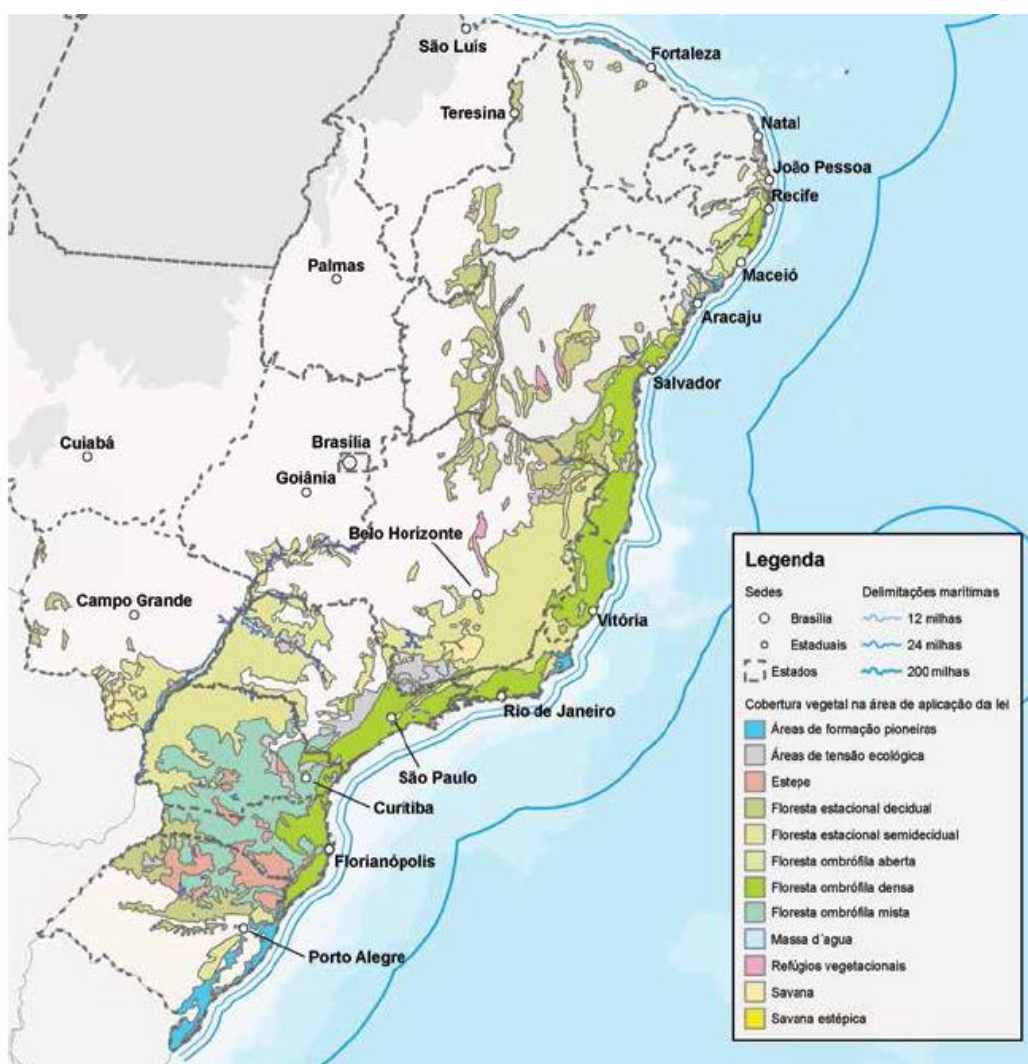 São Luís
Fortaleza
Teresina
Natal
João Pessoa
Recife
Palmas
Maceió
Aracaju
Salvador
Cuiabá
Brasília
Goiânia
Belo Horizonte
Campo Grande
Vitória
Rio de Janeiro
São Paulo
Curitiba
Florianópolis
Porto Alegre
Legenda
Sedes
Brasília
Estaduais
Estados
Delimitações marítimas
12 milhas
24 milhas
200 milhas
Cobertura vegetal na área de aplicação da lei
Áreas de formação pioneiras
Áreas de tensão ecológica
Estepe
Floresta estacional decidual
Floresta estacional semidecidual
Floresta ombrófila aberta
Floresta ombrófila densa
Floresta ombrófila mista
Massa d´agua
Refúgios vegetacionais
Savana
Savana estépica